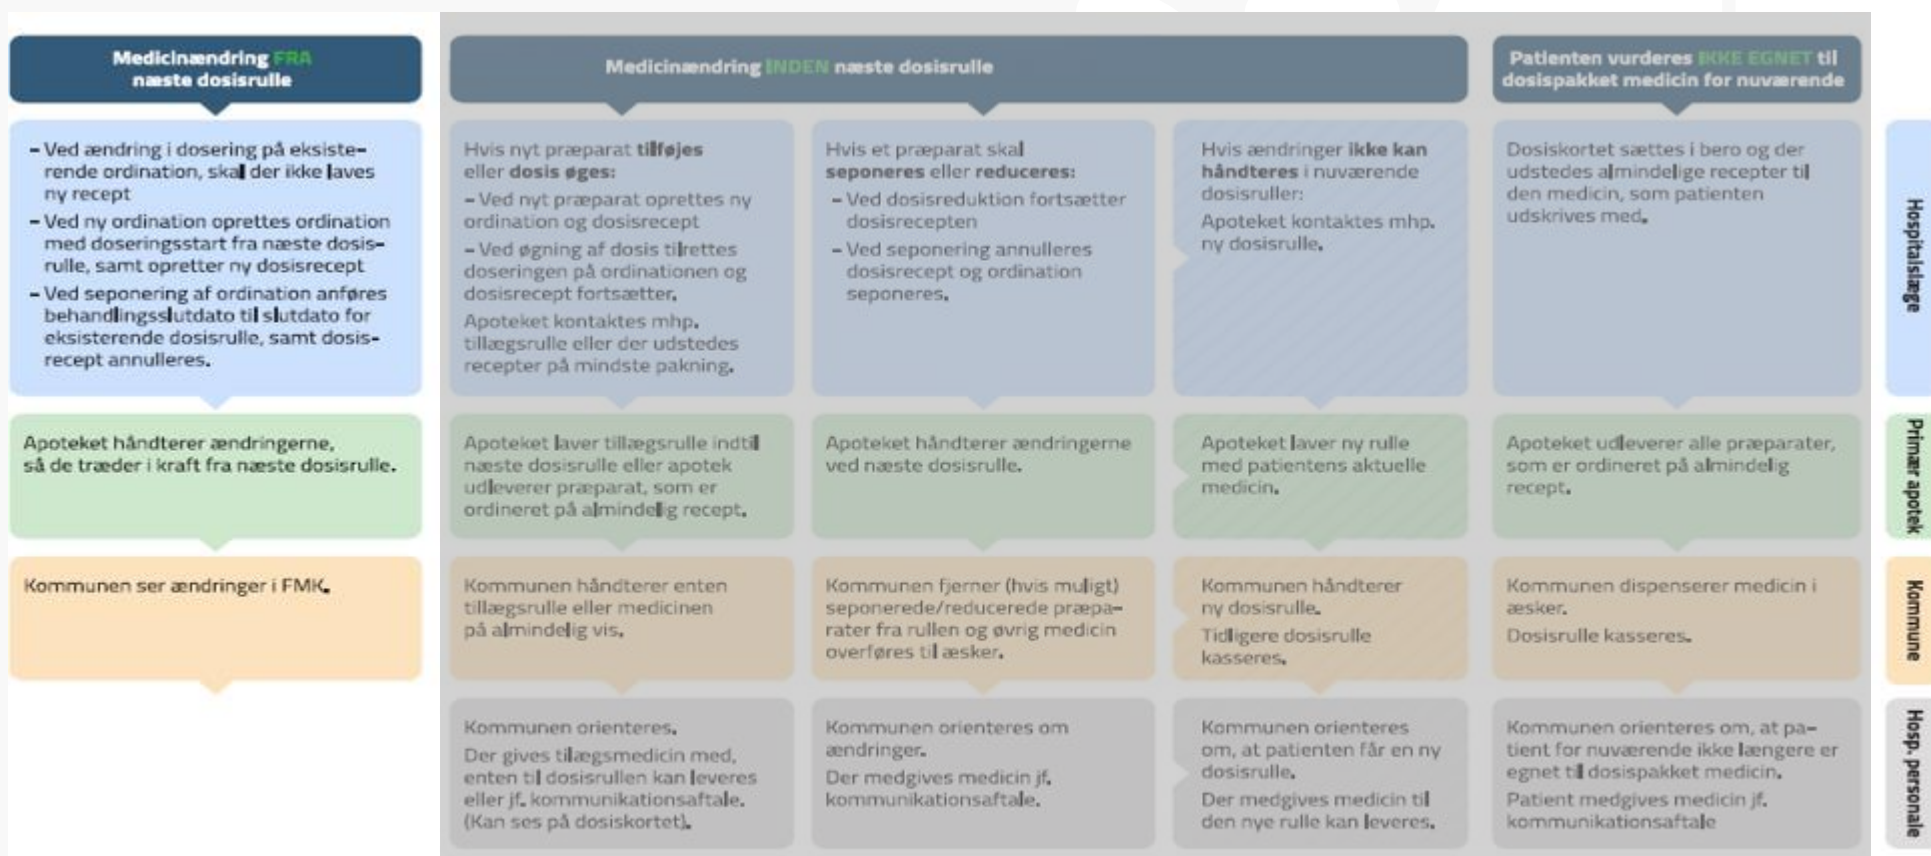 Medicinændring FRA
næste dosisrulle
– Ved ændring i dosering på eksiste–
rende ordination, skal der ikke laves
ny recept
– Ved ny ordination oprettes ordination
med doseringsstart fra næste dosis–
rulle, samt opretter ny dosisrecept
– Ved seponering af ordination anføres
behandlingsslutdato til slutdato for
eksisterende dosisrulle, samt dosis–
recept annulleres.
Apoteket håndterer ændringerne,
så de træder i kraft fra næste dosisrulle.
Kommunen ser ændringer i FMK.
Medicinændring INDEN næste dosisrulle
Hvis nyt præparat tilføjes
eller dosis øges:
– Ved nyt præparat oprettes ny
ordination og dosisrecept
– Ved øgning af dosis tilrettes
doseringen på ordinationen og
dosisrecept fortsætter.
Apoteket kontaktes mhp.
tillægsrulle eller der udstedes
recepter på mindste pakning.
Apoteket laver tillægsrulle indtil
næste dosisrulle eller apotek
udleverer præparat, som er
ordineret på almindelig recept.
Kommunen håndterer enten
tillægsrulle eller medicinen
på almindelig vis.
Kommunen orienteres.
Der gives tilægsmedicin med,
enten til dosisrullen kan leveres
eller jf. kommunikationsaftale.
(Kan ses på dosiskortet).
Hvis et præparat skal
seponeres eller reduceres:
– Ved dosisreduktion fortsætter
dosisrecepten
– Ved seponering annulleres
dosisrecept og ordination
seponeres.
Apoteket håndterer ændringerne
ved næste dosisrulle.
Kommunen fjerner (hvis muligt)
seponerede/reducerede præpa–
rater fra rullen og øvrig medicin
overføres til æsker.
Kommunen orienteres om
ændringer.
Der medgives medicin jf.
kommunikationsaftale.
Hvis ændringer ikke kan
håndteres i nuværende
dosisruller:
Apoteket kontaktes mhp.
ny dosisrulle.
Apoteket laver ny rulle
med patientens aktuelle
medicin.
Kommunen håndterer
ny dosisrulle.
Tidligere dosisrulle
kasseres.
Kommunen orienteres
om, at patienten får en ny
dosisrulle.
Der medgives medicin til
den nye rulle kan leveres.
Patienten vurderes IKKE EGNET til
dosispakket medicin for nuværende
Dosiskortet sættes i bero og der
udstedes almindelige recepter til
den medicin, som patienten
udskrives med.
Apoteket udleverer alle præparater,
som er ordineret på almindelig
recept.
Kommunen dispenserer medicin i
æsker.
Dosisrulle kasseres.
Kommunen orienteres om, at pa–
tient for nuværende ikke længere er
egnet til dosispakket medicin.
Patient medgives medicin jf.
kommunikationsaftale
Hospitalslæge
Primær apotek
Kommune
Hosp. personale